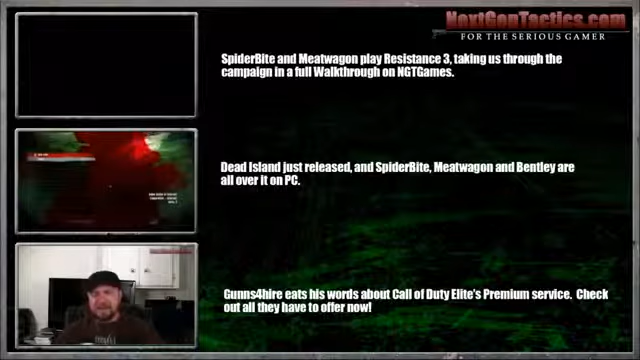 NextGenTactics.com
FOR THE SERIOUS GAMER
SpiderBite and Meatwagon play Resistance 3, taking us through the
campaign in a full Walkthrough on NGTGames.
Dead Island just released, and SpiderBite, Meatwagon and Bentley are
all over it on PC.
Gunns4hire eats his words about Call of Duty Elite's Premium service. Check
out all they have to offer now!